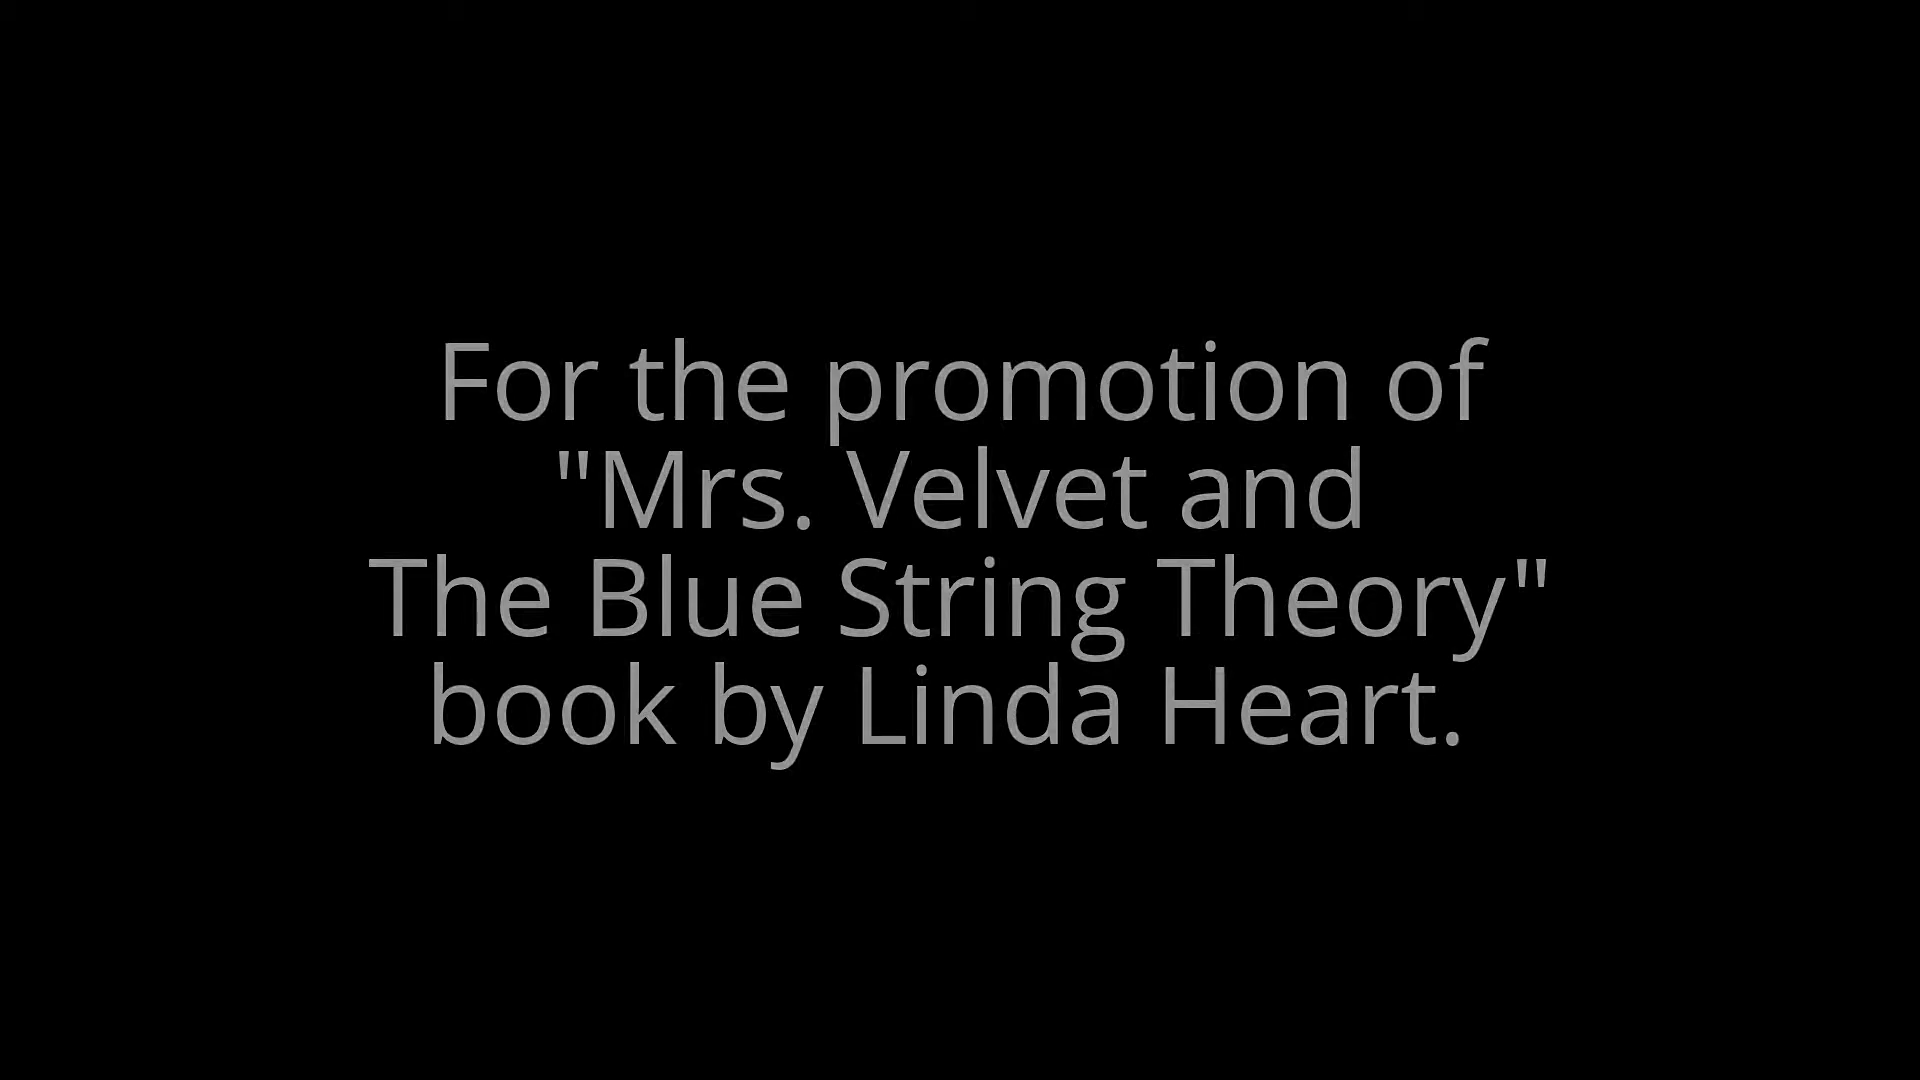 For the promotion of
"Mrs. Velvet and
The Blue String Theory"
book by Linda Heart.